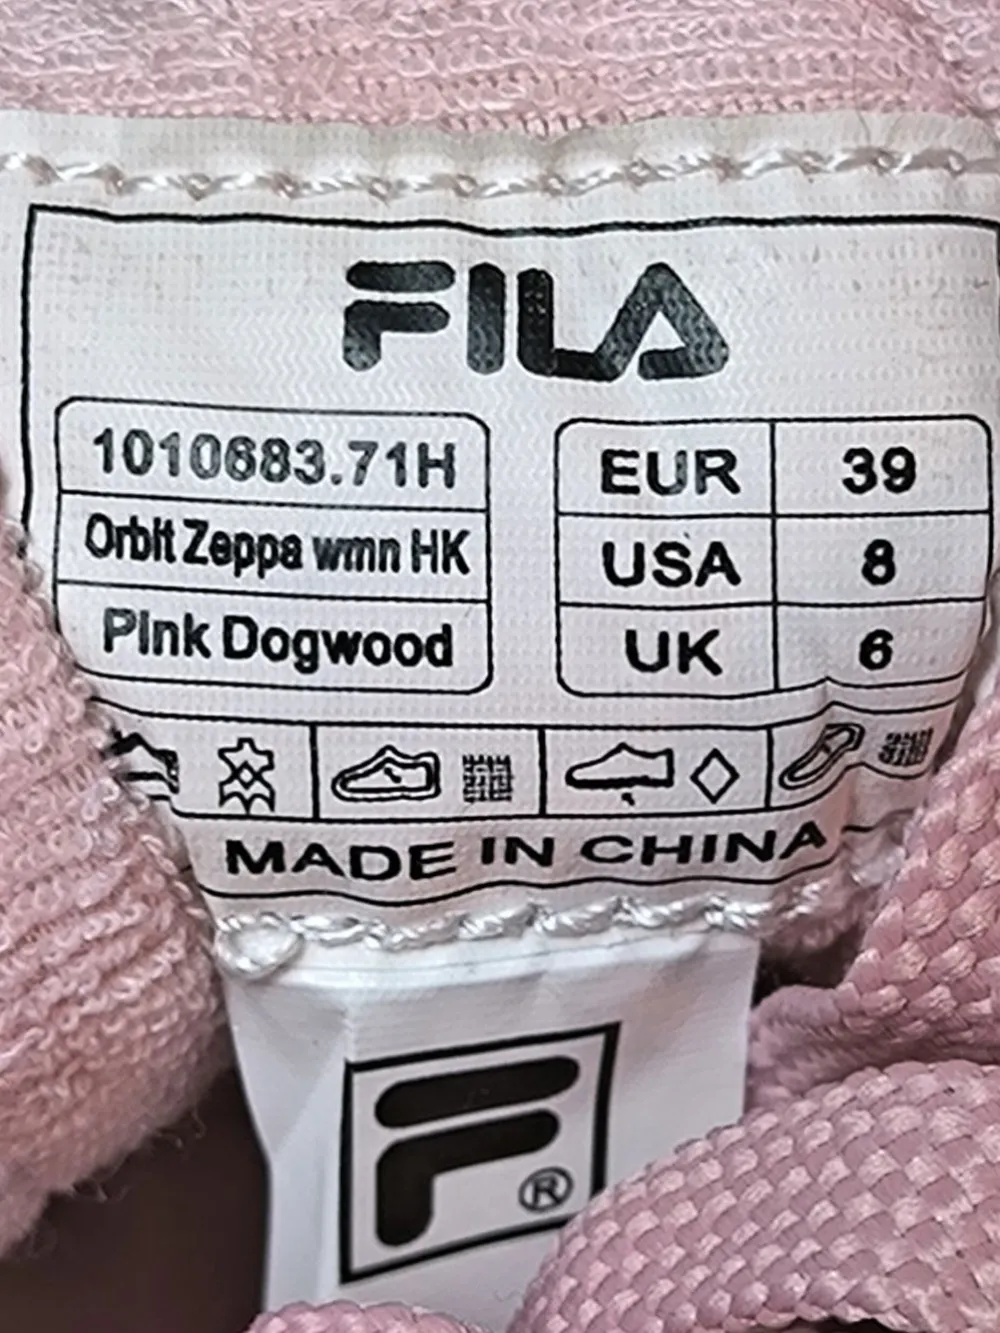 FILA
1010683.71H
Orbit Zeppa wmn HK
Pink Dogwood
EUR 39
USA 8
UK 6
MADE IN CHINA
F®